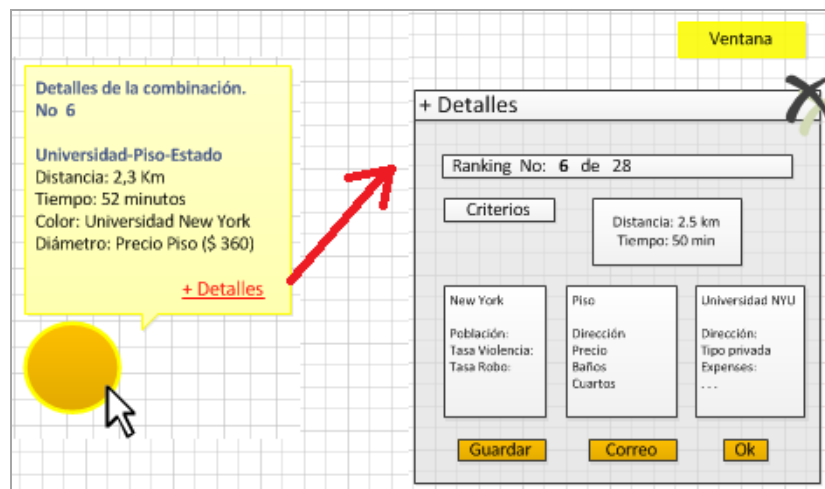 Detalles de la combinación.
No 6
Universidad-Piso-Estado
Distancia: 2,3 Km
Tiempo: 52 minutos
Color: Universidad New York
Diámetro: Precio Piso ($ 360)
+ Detalles
Ventana
+ Detalles
Ranking No: 6 de 28
Criterios
Distancia: 2.5 km
Tiempo: 50 min
New York
Población:
Tasa Violencia:
Tasa Robo:
Piso
Dirección
Precio
Baños
Cuartos
Universidad NYU
Dirección:
Tipo privada
Expenses:
. . .
Guardar
Correo
Ok